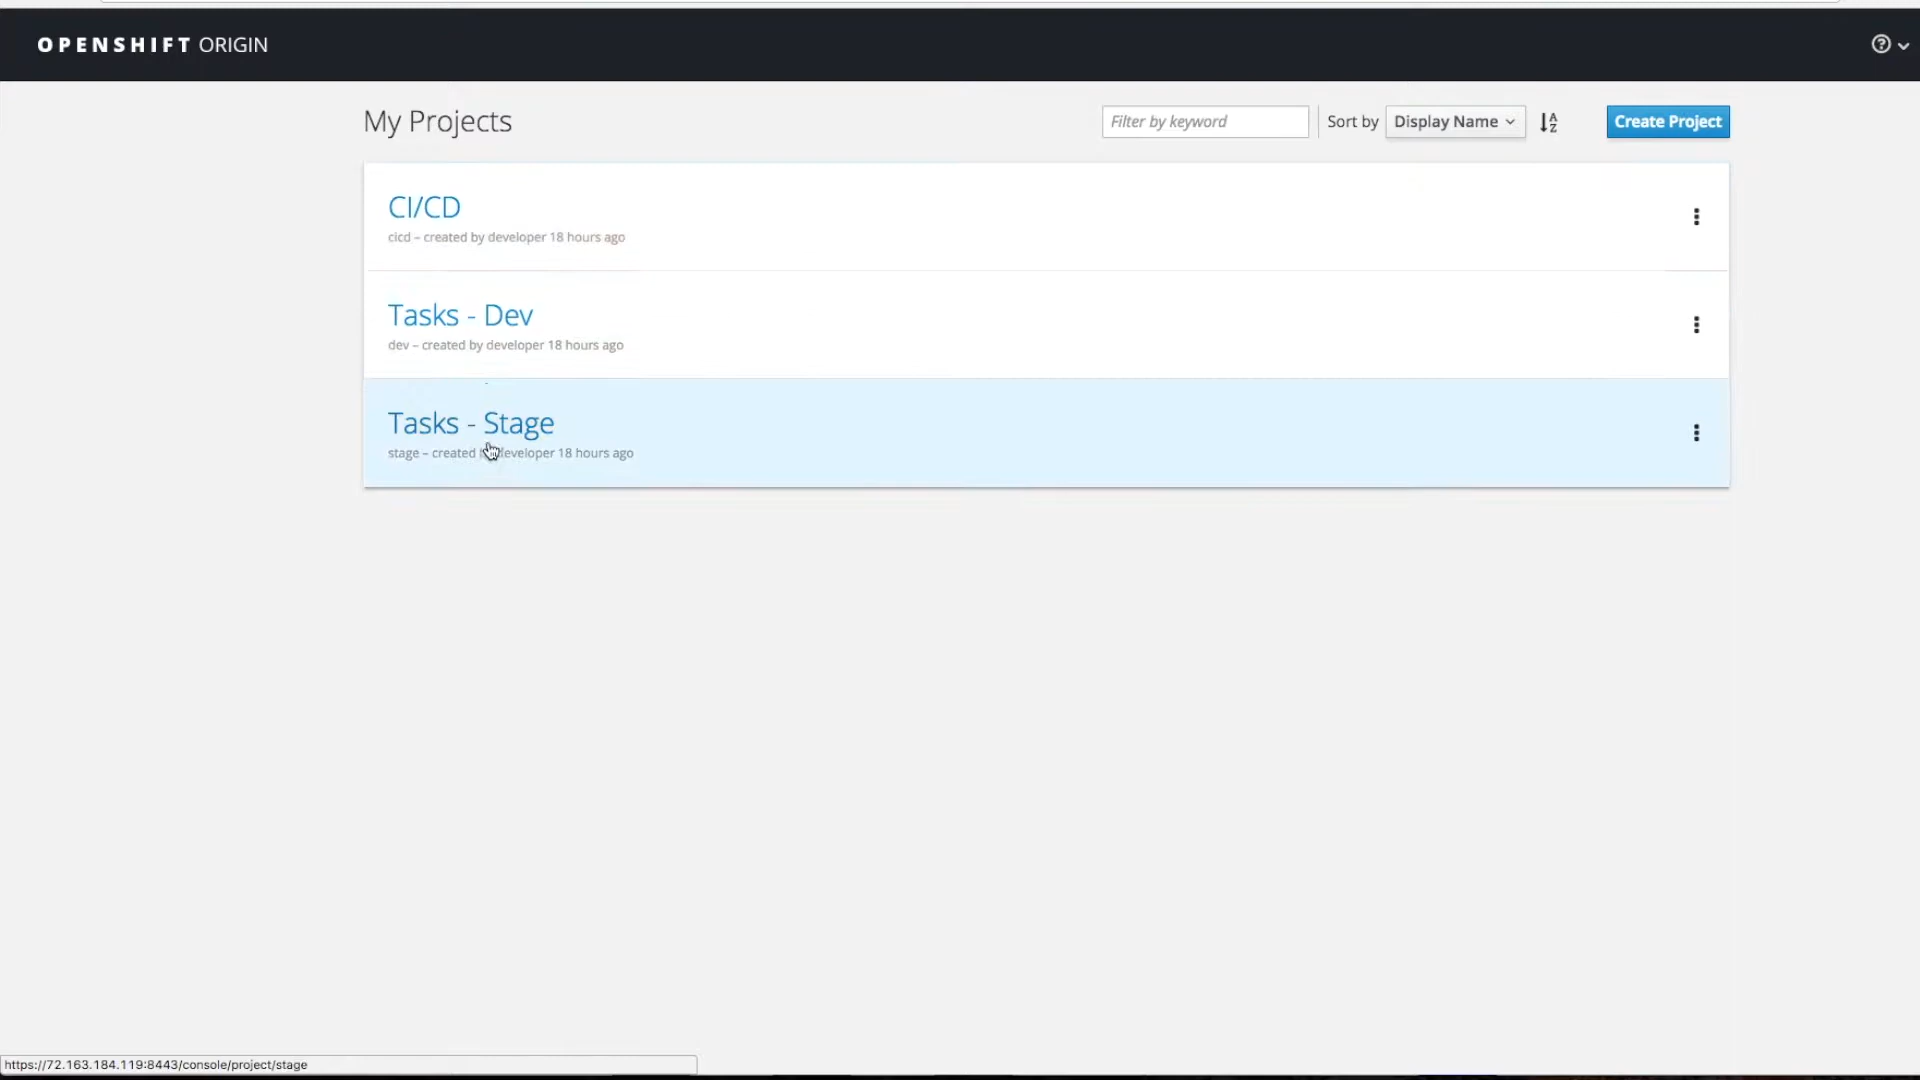 OPENSHIFT ORIGIN
My Projects
Filter by keyword
Sort by
Display Name
Create Project
CI/CD
cicd – created by developer 18 hours ago
Tasks - Dev
dev – created by developer 18 hours ago
Tasks - Stage
stage – created developer 18 hours ago
https://72.163.184.119:8443/console/project/stage